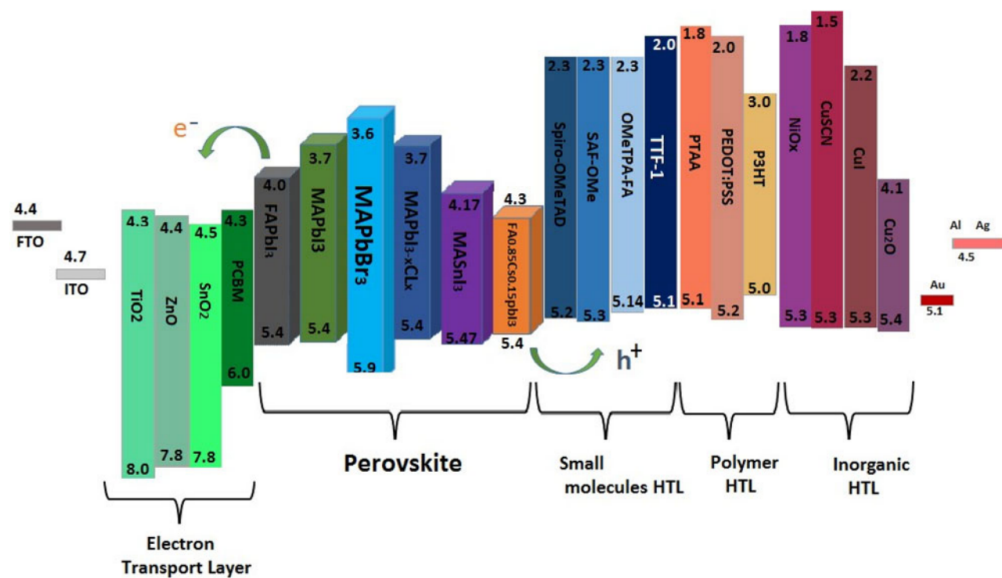 4.4
FTO
4.7
ITO
4.3
TiO2
8.0
4.4
ZnO
7.8
4.5
SnO₂
7.8
4.3
PCBM
6.0
e⁻
4.0
FAPbI₃
5.4
3.7
MAPbI3
5.4
3.6
MAPbBr₃
5.9
3.7
MAPbI₃-xCLx
5.4
4.17
MASnI₃
5.47
4.3
FA0.85Cs0.15pbI₃
5.4
h⁺
2.3
Spiro-OMeTAD
5.2
2.3
SAF-OMe
5.3
2.3
OMeTPA-FA
5.14
2.0
TTF-1
5.1
1.8
PTAA
5.1
2.0
PEDOT:PSS
5.2
3.0
P3HT
5.0
1.8
NiOx
5.3
1.5
CuSCN
5.3
2.2
CuI
5.3
4.1
Cu₂O
5.4
Al Ag
4.5
Au
5.1
Electron
Transport Layer
Perovskite
Small
molecules HTL
Polymer
HTL
Inorganic
HTL